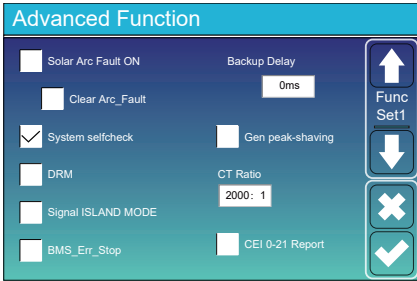 Advanced Function
Solar Arc Fault ON
Backup Delay
0ms
Clear Arc_Fault
Func
Set1
System selfcheck
Gen peak-shaving
DRM
CT Ratio
2000: 1
Signal ISLAND MODE
BMS_Err_Stop
CEI 0-21 Report